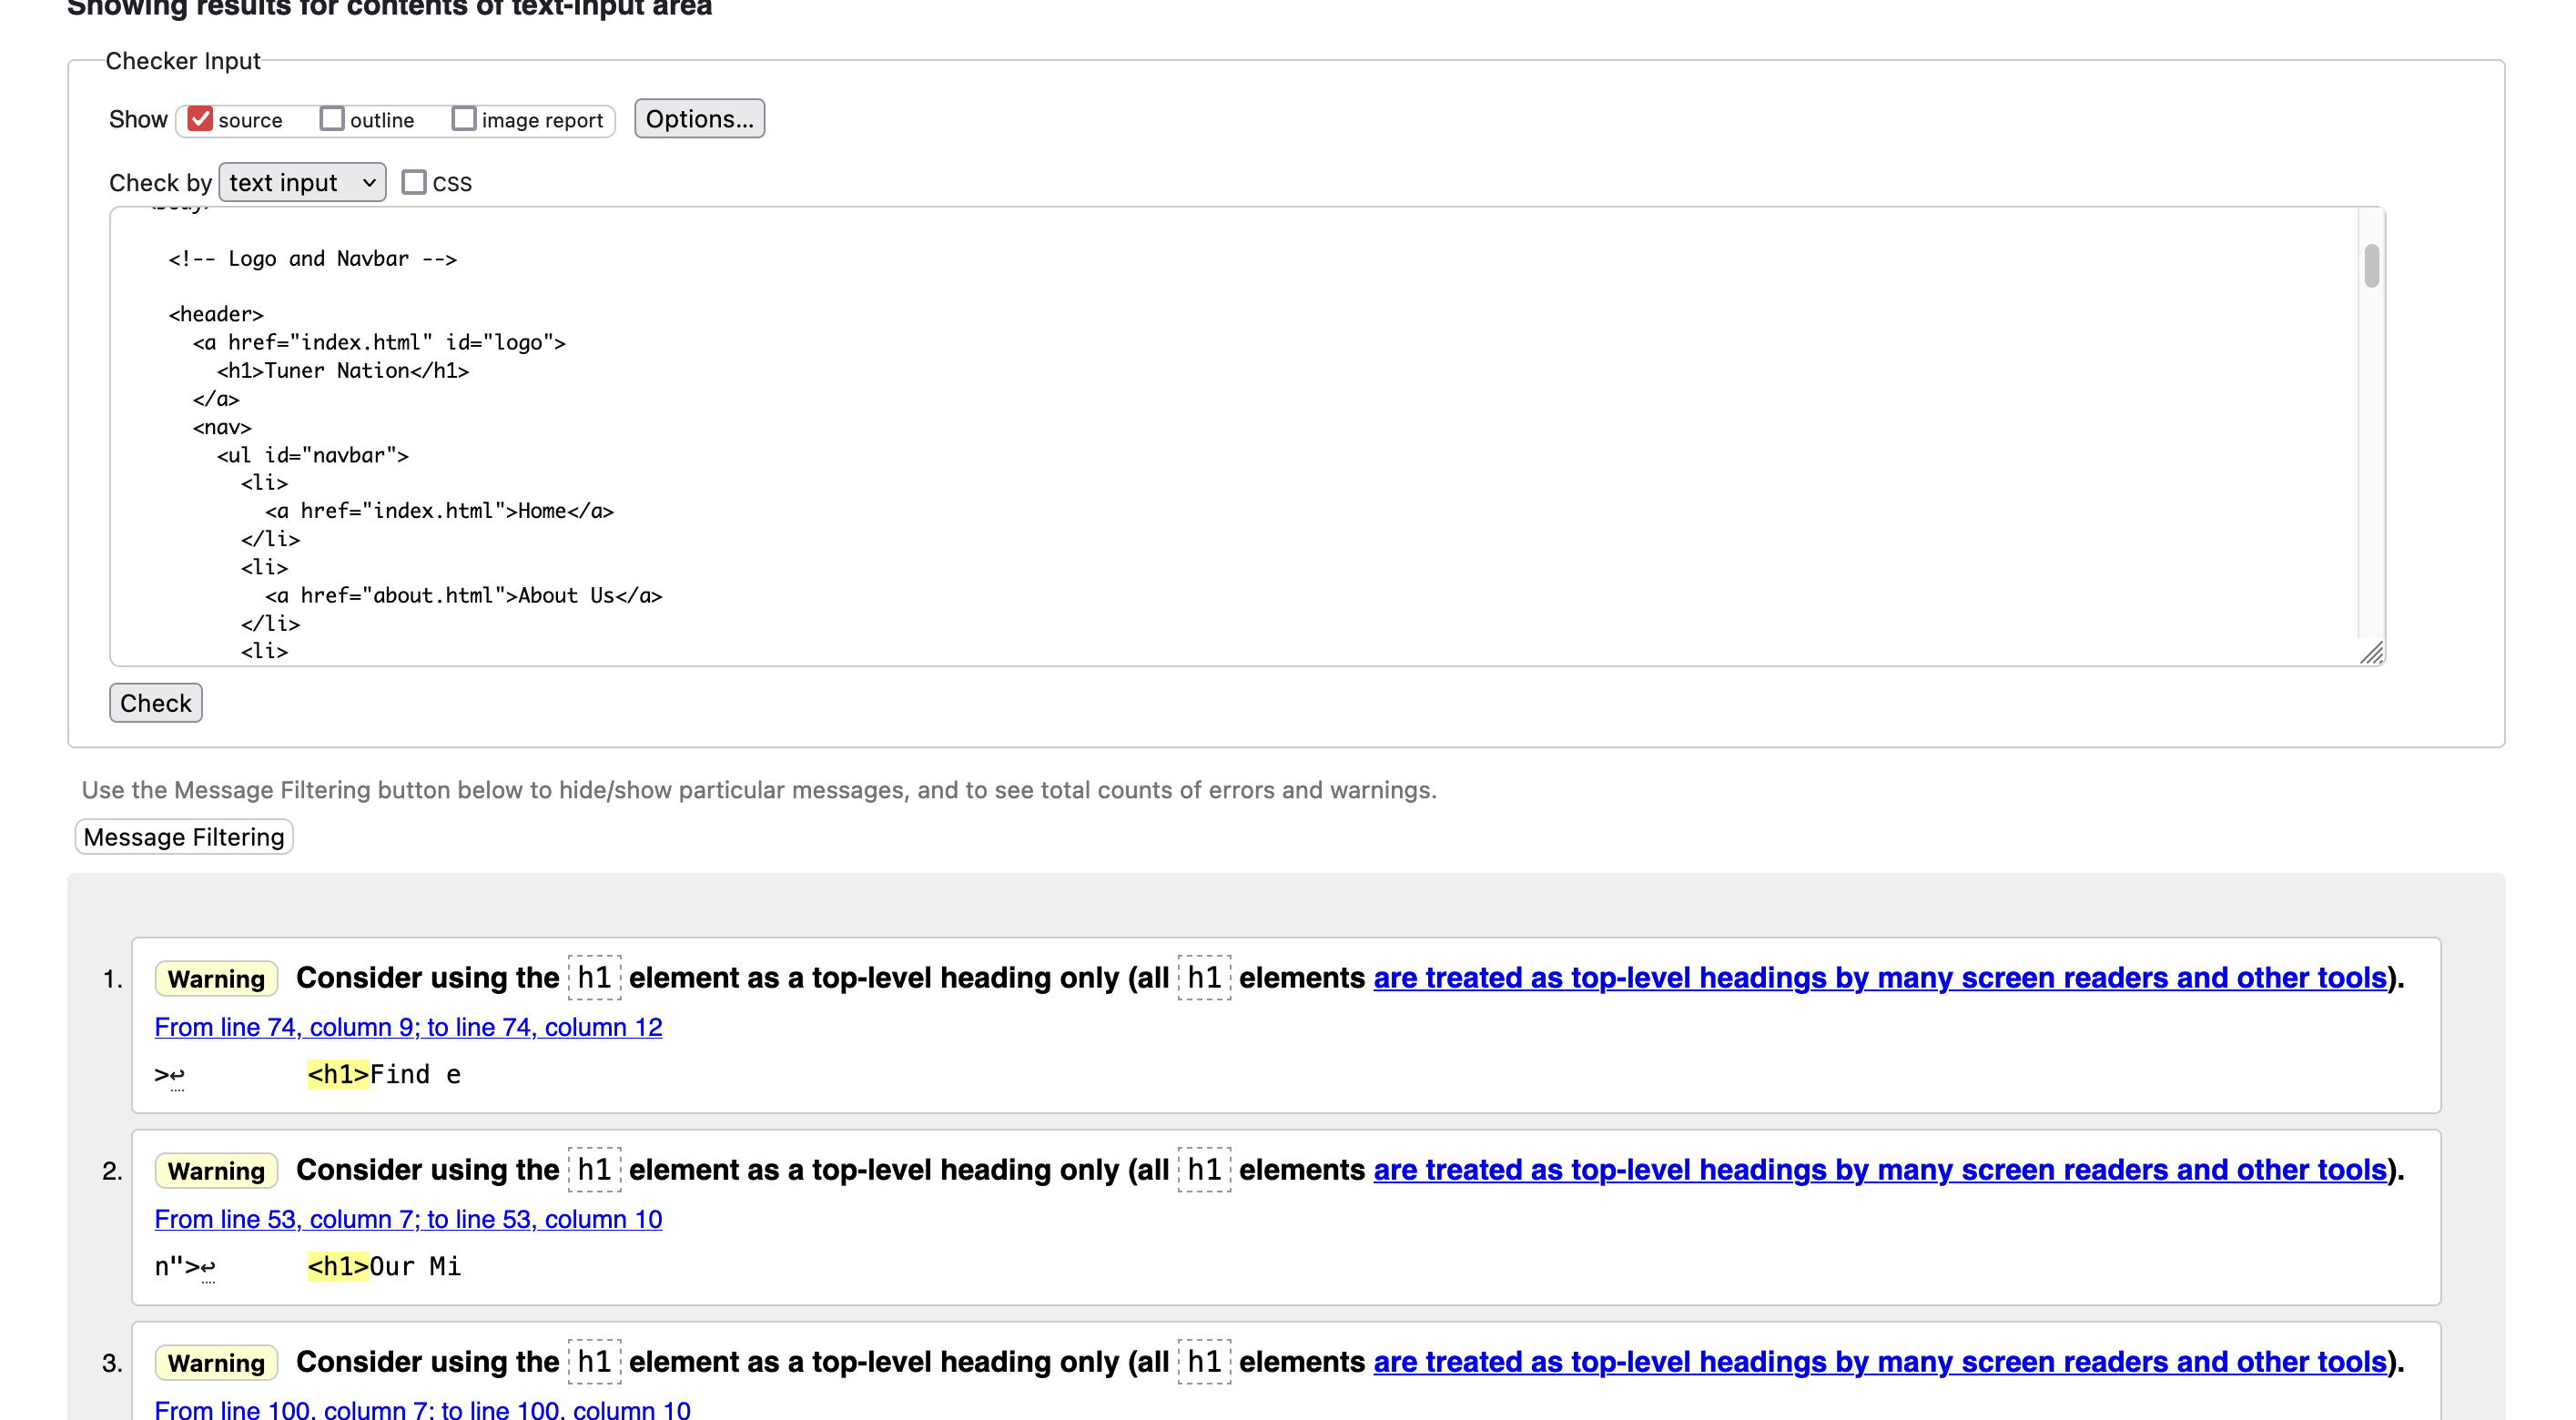 Showing results for contents of text-input area
Checker Input
Show source outline image report Options...
Check by text input CSS
<body>
<!-- Logo and Navbar -->
<header>
<a href="index.html" id="logo">
<h1>Tuner Nation</h1>
</a>
<nav>
<ul id="navbar">
<li>
<a href="index.html">Home</a>
</li>
<li>
<a href="about.html">About Us</a>
</li>
<li>
Check
Use the Message Filtering button below to hide/show particular messages, and to see total counts of errors and warnings.
Message Filtering
1. Warning Consider using the h1 element as a top-level heading only (all h1 elements are treated as top-level headings by many screen readers and other tools).
From line 74, column 9; to line 74, column 12
>↩ <h1>Find e
2. Warning Consider using the h1 element as a top-level heading only (all h1 elements are treated as top-level headings by many screen readers and other tools).
From line 53, column 7; to line 53, column 10
n">↩ <h1>Our Mi
3. Warning Consider using the h1 element as a top-level heading only (all h1 elements are treated as top-level headings by many screen readers and other tools).
From line 100, column 7; to line 100, column 10